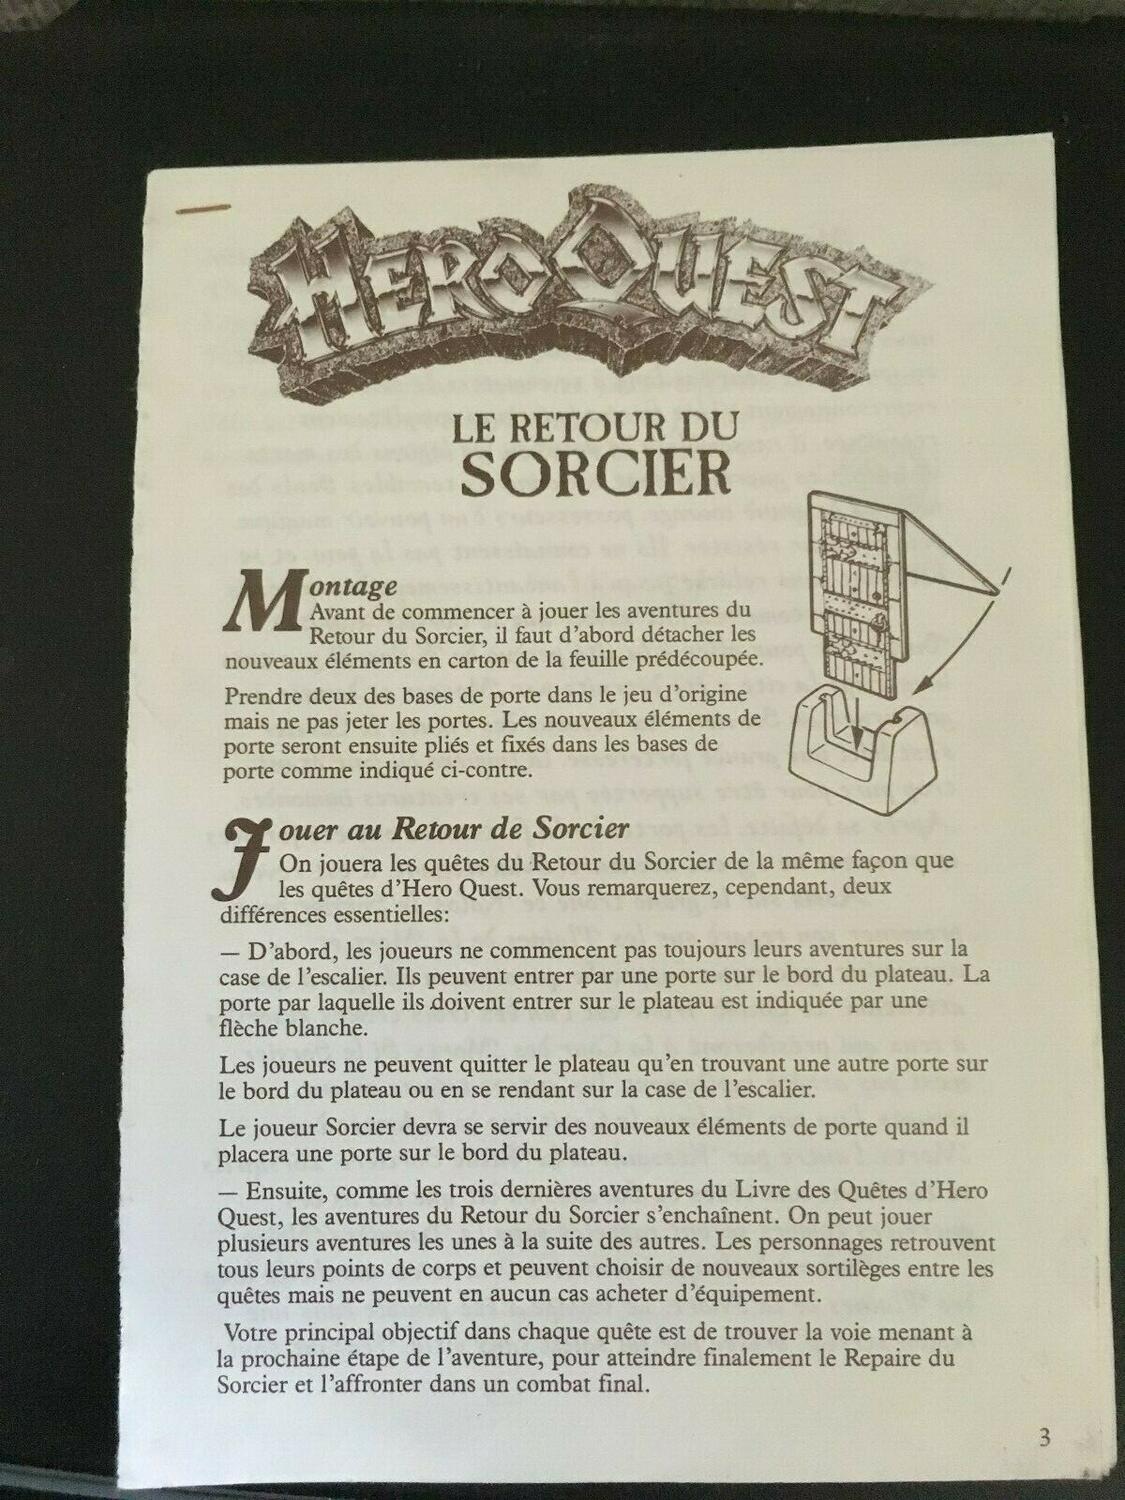 HEROQUEST
LE RETOUR DU
SORCIER
Montage
Avant de commencer à jouer les aventures du
Retour du Sorcier, il faut d'abord détacher les
nouveaux éléments en carton de la feuille prédécoupée.
Prendre deux des bases de porte dans le jeu d'origine
mais ne pas jeter les portes. Les nouveaux éléments de
porte seront ensuite pliés et fixés dans les bases de
porte comme indiqué ci-contre.
Jouer au Retour de Sorcier
On jouera les quêtes du Retour du Sorcier de la même façon que
les quêtes d'Hero Quest. Vous remarquerez, cependant, deux
différences essentielles:
— D'abord, les joueurs ne commencent pas toujours leurs aventures sur la
case de l'escalier. Ils peuvent entrer par une porte sur le bord du plateau. La
porte par laquelle ils doivent entrer sur le plateau est indiquée par une
flèche blanche.
Les joueurs ne peuvent quitter le plateau qu'en trouvant une autre porte sur
le bord du plateau ou en se rendant sur la case de l'escalier.
Le joueur Sorcier devra se servir des nouveaux éléments de porte quand il
placera une porte sur le bord du plateau.
— Ensuite, comme les trois dernières aventures du Livre des Quêtes d'Hero
Quest, les aventures du Retour du Sorcier s'enchaînent. On peut jouer
plusieurs aventures les unes à la suite des autres. Les personnages retrouvent
tous leurs points de corps et peuvent choisir de nouveaux sortilèges entre les
quêtes mais ne peuvent en aucun cas acheter d'équipement.
Votre principal objectif dans chaque quête est de trouver la voie menant à
la prochaine étape de l'aventure, pour atteindre finalement le Repaire du
Sorcier et l'affronter dans un combat final.
3